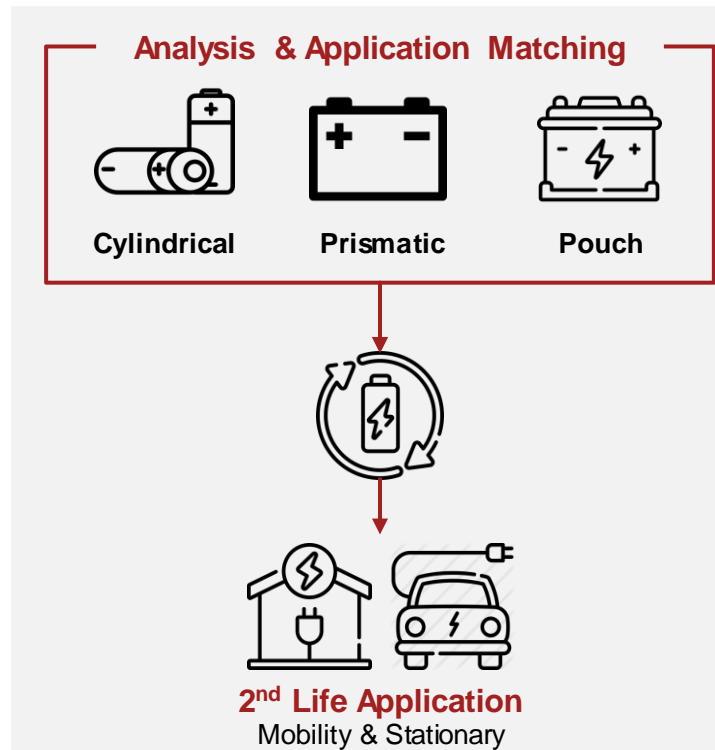 Analysis & Application Matching
Cylindrical Prismatic Pouch
2nd Life Application
Mobility & Stationary